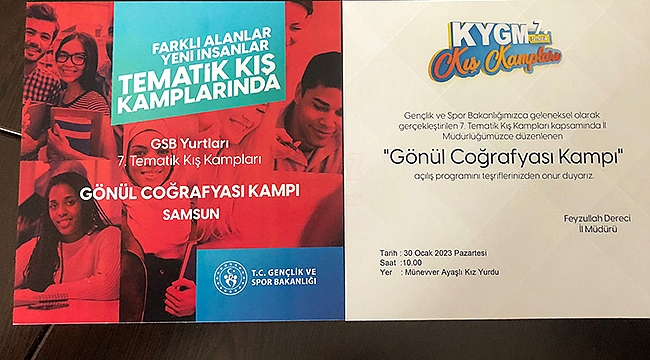 FARKLI ALANLAR
YENİ İNSANLAR
TEMATİK KIŞ
KAMPLARINDA
GSB Yurtları
7. Tematik Kış Kampları
GÖNÜL COĞRAFYASI KAMPI
SAMSUN
T.C. GENÇLİK VE
SPOR BAKANLIĞI
KYGM 7.
Kış Kampları
Gençlik ve Spor Bakanlığımızca geleneksel olarak
gerçekleştirilen 7. Tematik Kış Kampları kapsamında İl
Müdürlüğümüzce düzenlenen
"Gönül Coğrafyası Kampı"
açılış programını teşriflerinizden onur duyarız.
Feyzullah Dereci
İl Müdürü
Tarih : 30 Ocak 2023 Pazartesi
Saat :10.00
Yer : Münevver Ayaşlı Kız Yurdu